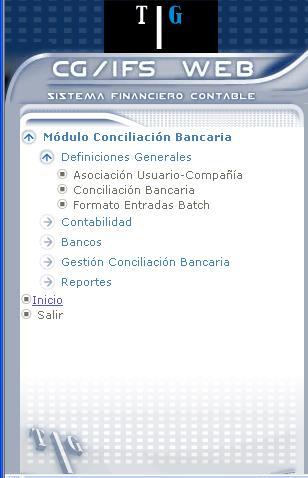 T G
CG/IFS WEB
SISTEMA FINANCIERO CONTABLE
Módulo Conciliación Bancaria
Definiciones Generales
Asociación Usuario-Compañía
Conciliación Bancaria
Formato Entradas Batch
Contabilidad
Bancos
Gestión Conciliación Bancaria
Reportes
Inicio
Salir
T G